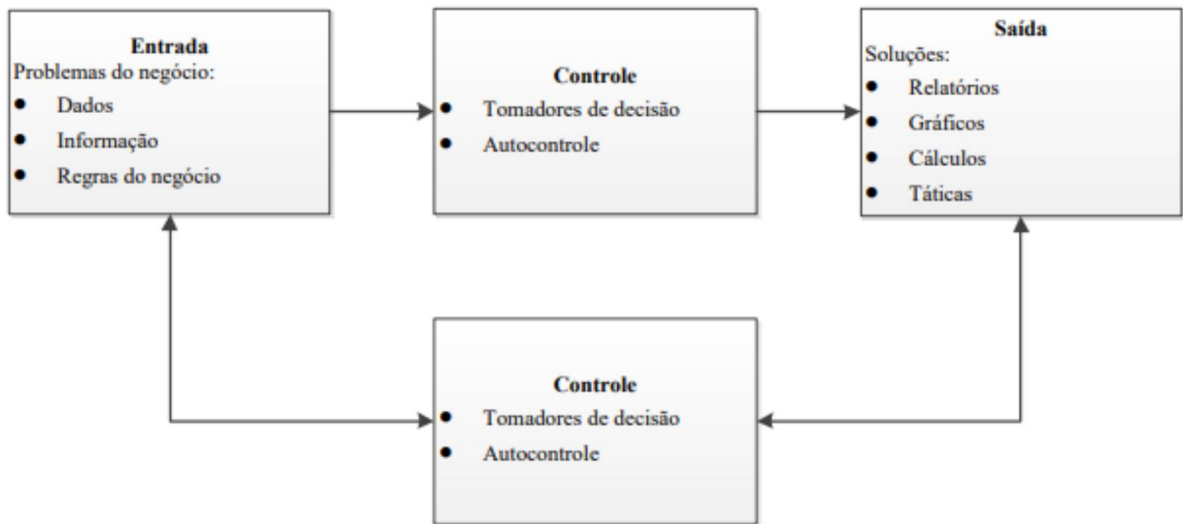 Entrada
Problemas do negócio:
● Dados
● Informação
● Regras do negócio
Controle
● Tomadores de decisão
● Autocontrole
Saída
Soluções:
● Relatórios
● Gráficos
● Cálculos
● Táticas
Controle
● Tomadores de decisão
● Autocontrole